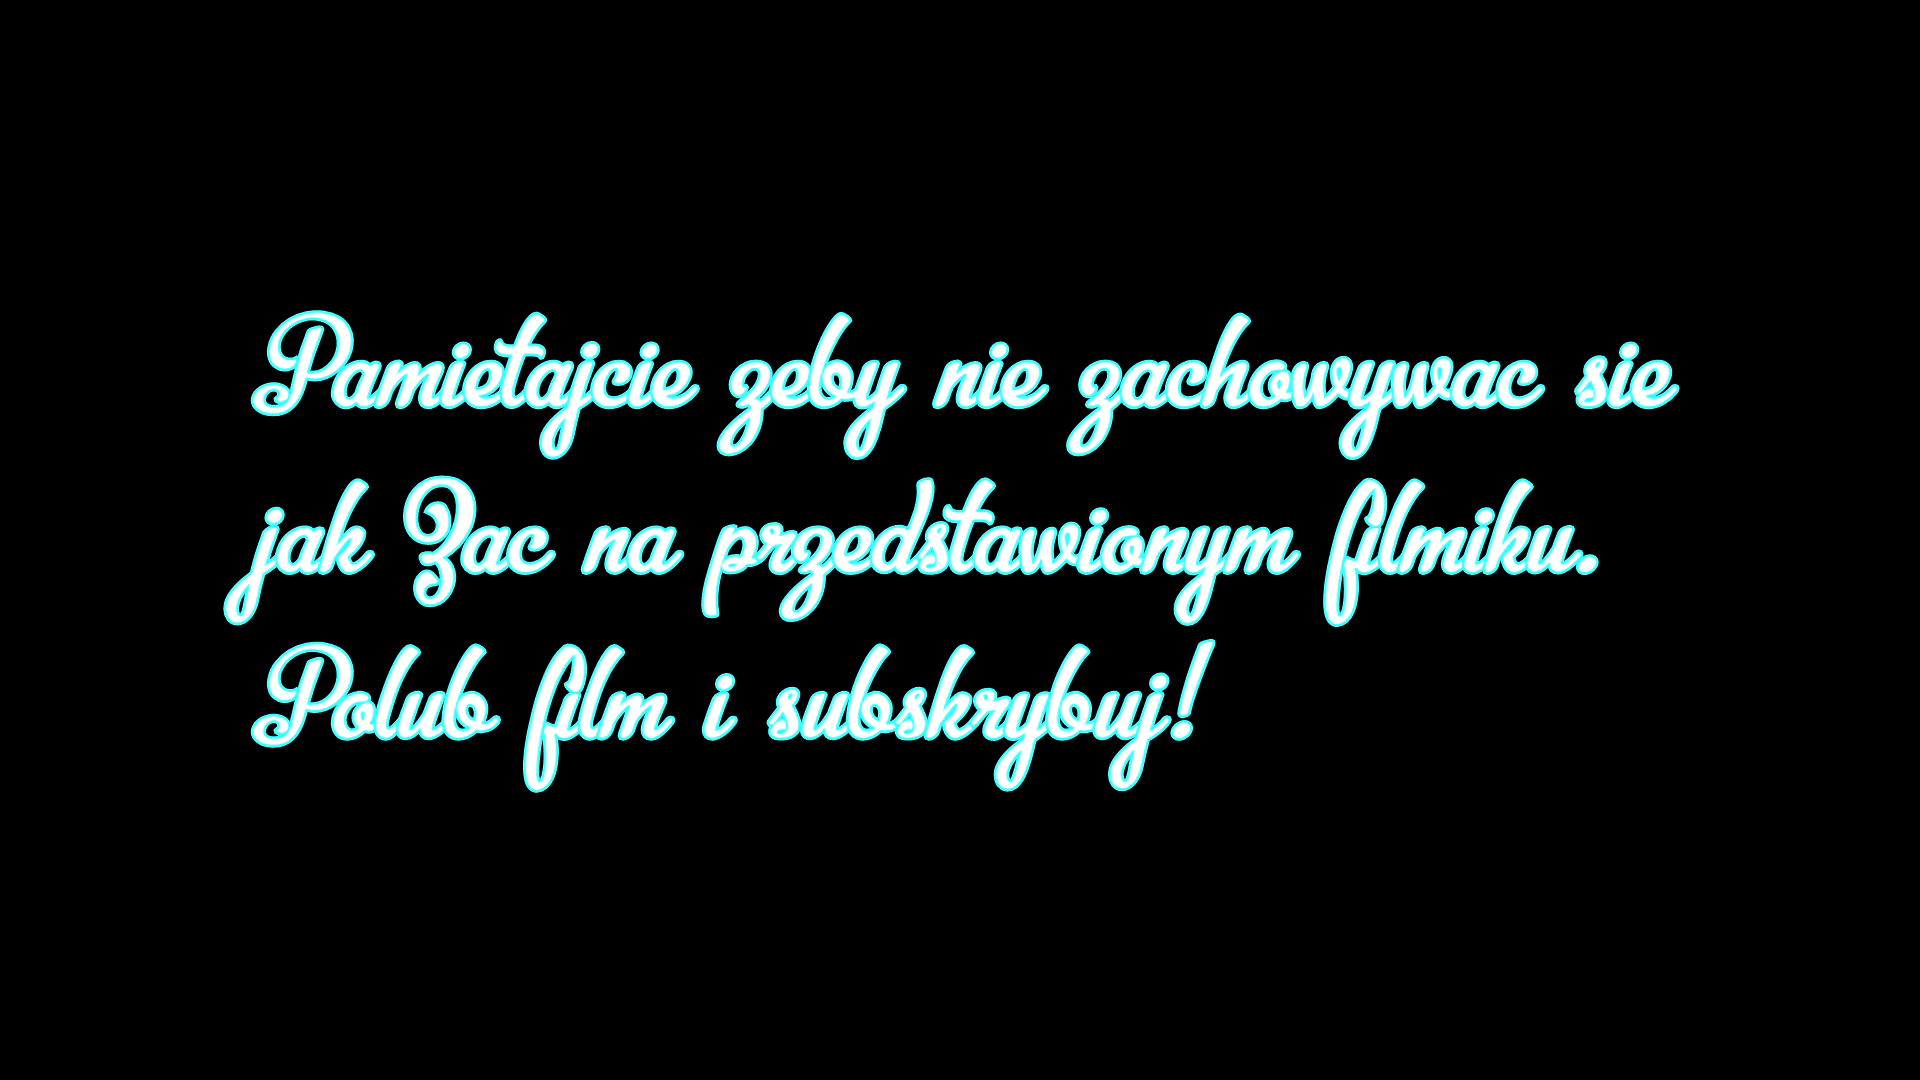 Pamietajcie zeby nie zachowywac sie
jak Zac na przedstawionym filmiku.
Polub film i subskrybuj!